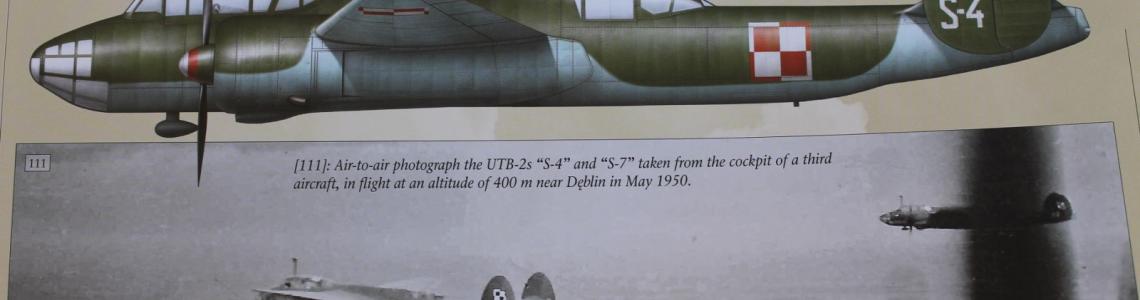 S-4
111
[111]: Air-to-air photograph the UTB-2s “S-4” and “S-7” taken from the cockpit of a third
aircraft, in flight at an altitude of 400 m near Dęblin in May 1950.